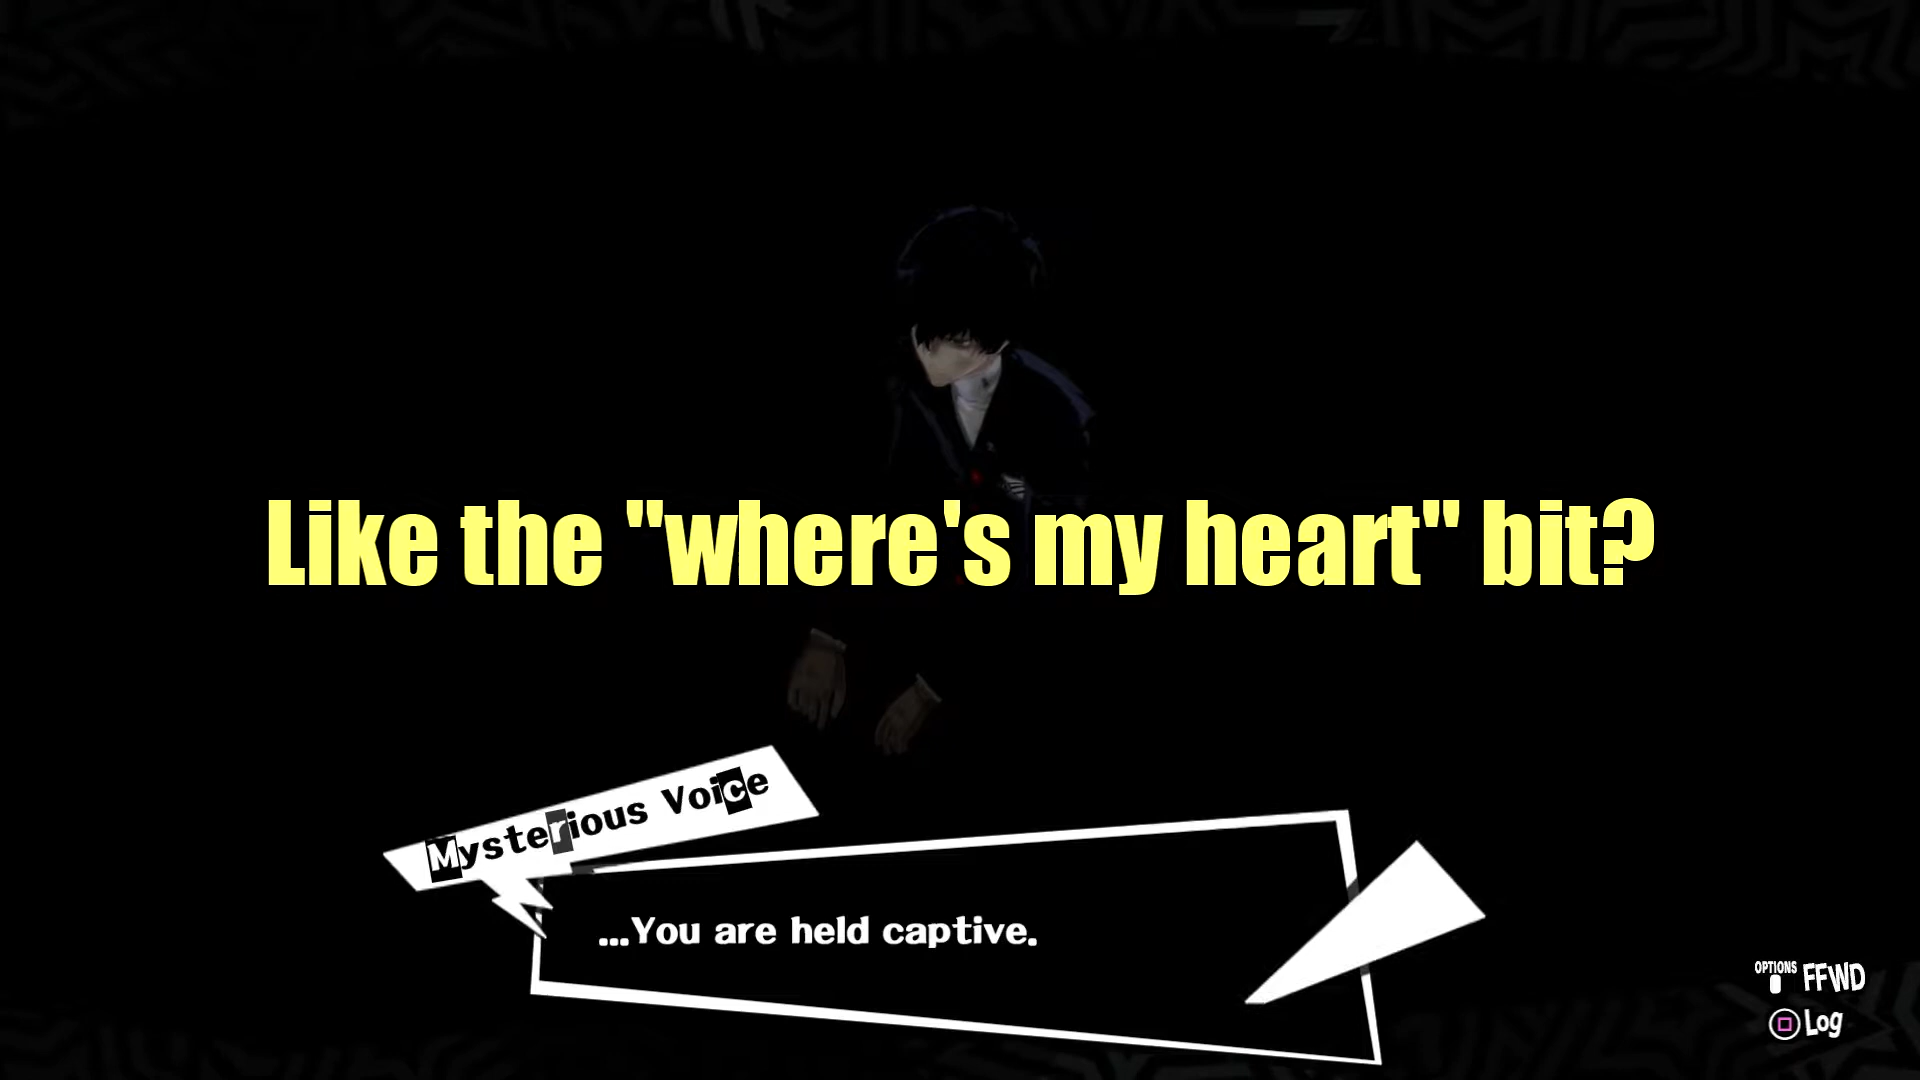 Like the "where's my heart" bit?
Mysterious Voice
...You are held captive.
OPTIONS FFWD
Log